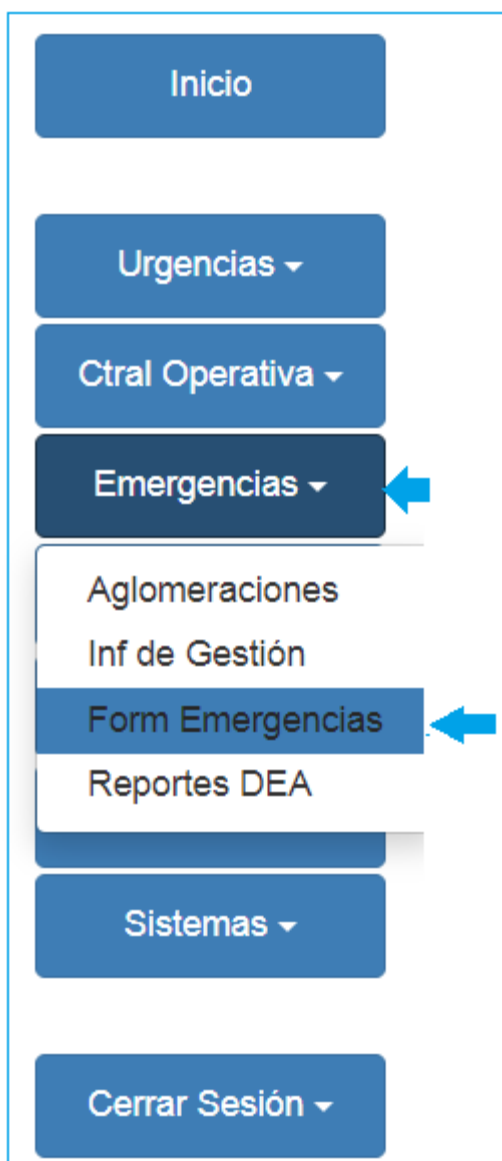 Inicio
Urgencias
Ctral Operativa
Emergencias
Aglomeraciones
Inf de Gestión
Form Emergencias
Reportes DEA
Sistemas
Cerrar Sesión